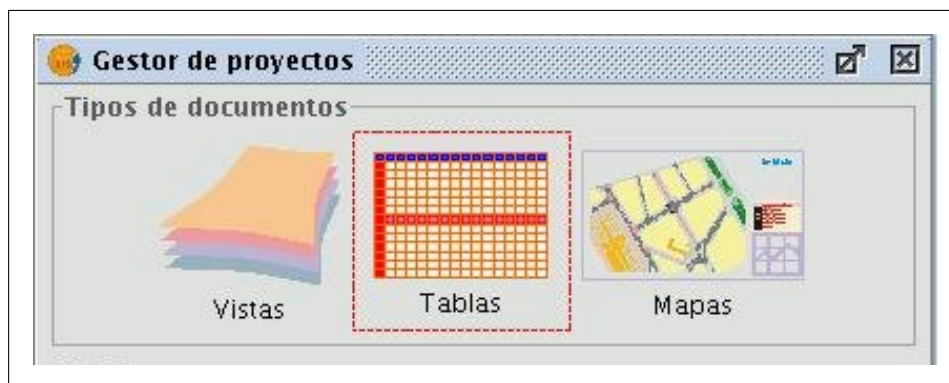 Gestor de proyectos
Tipos de documentos
Vistas
Tablas
Mapas